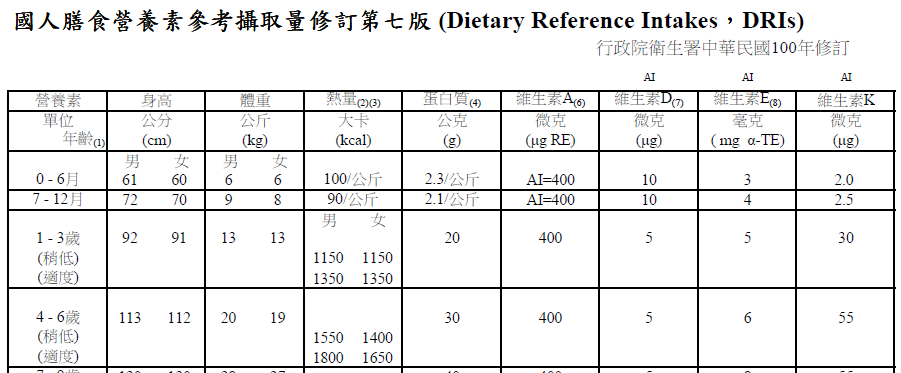 國人膳食營養素參考攝取量修訂第七版 (Dietary Reference Intakes，DRIs)
行政院衛生署中華民國100年修訂
AI AI AI
營養素 身高 體重 熱量(2)(3) 蛋白質(4) 維生素A(6) 維生素D(7) 維生素E(8) 維生素K
單位 公分 公斤 大卡 公克 微克 微克 毫克 微克
年齡(1) (cm) (kg) (kcal) (g) (μg RE) (μg) ( mg α-TE) (μg)
男 女 男 女
0 - 6月 61 60 6 6 100/公斤 2.3/公斤 AI=400 10 3 2.0
7 - 12月 72 70 9 8 90/公斤 2.1/公斤 AI=400 10 4 2.5
男 女
1 - 3歲 92 91 13 13 20 400 5 5 30
(稍低) 1150 1150
(適度) 1350 1350
4 - 6歲 113 112 20 19 30 400 5 6 55
(稍低) 1550 1400
(適度) 1800 1650